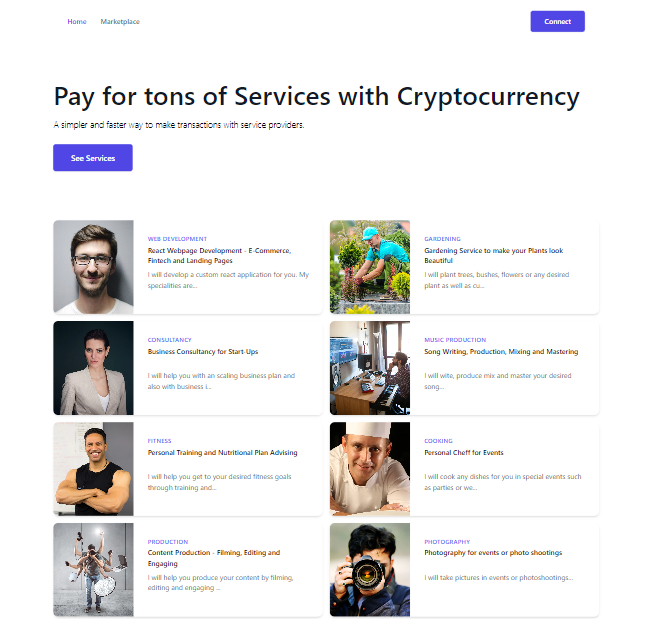 Home
Marketplace
Connect
Pay for tons of Services with Cryptocurrency
A simpler and faster way to make transactions with service providers.
See Services
WEB DEVELOPMENT
React Webpage Development - E-Commerce,
Fintech and Landing Pages
I will develop a custom react application for you. My
specialities are...
GARDENING
Gardening Service to make your Plants look
Beautiful
I will plant trees, bushes, flowers or any desired
plant as well as cu...
CONSULTANCY
Business Consultancy for Start-Ups
I will help you with an scaling business plan and
also with business i...
MUSIC PRODUCTION
Song Writing, Production, Mixing and Mastering
I will wite, produce mix and master your desired
song...
FITNESS
Personal Training and Nutritional Plan Advising
I will help you get to your desired fitness goals
through training and...
COOKING
Personal Cheff for Events
I will cook any dishes for you in special events such
as parties or we...
PRODUCTION
Content Production - Filming, Editing and
Engaging
I will help you produce your content by filming,
editing and engaging ...
PHOTOGRAPHY
Photography for events or photo shootings
I will take pictures in events or photoshootings...